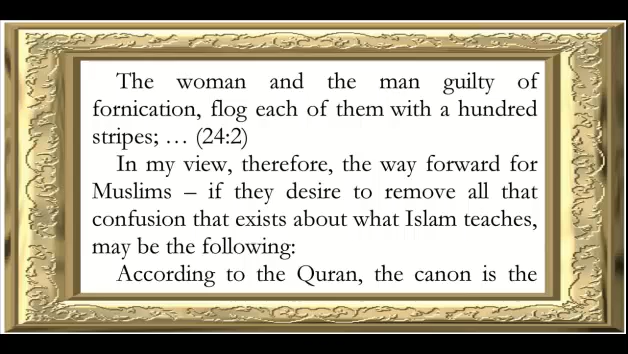 The woman and the man guilty of
fornication, flog each of them with a hundred
stripes; … (24:2)
In my view, therefore, the way forward for
Muslims – if they desire to remove all that
confusion that exists about what Islam teaches,
may be the following:
According to the Quran, the canon is the